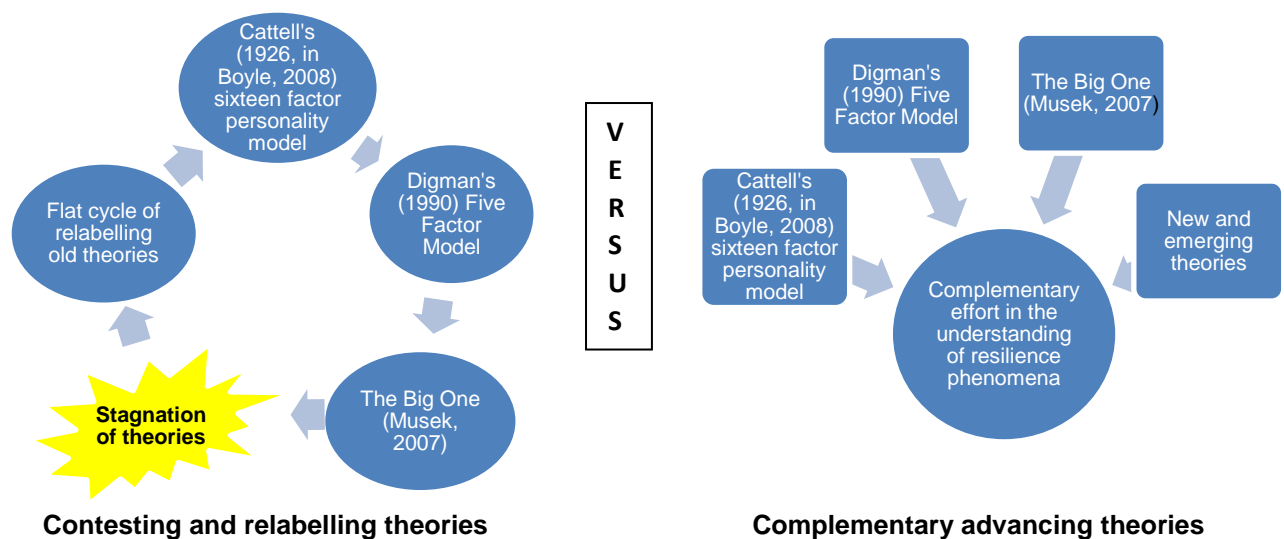 Cattell's
(1926, in
Boyle, 2008)
sixteen factor
personality
model
Digman's
(1990) Five
Factor
Model
The Big One
(Musek,
2007)
Stagnation
of theories
Flat cycle of
relabelling
old theories
Contesting and relabelling theories
V
E
R
S
U
S
Cattell's
(1926, in
Boyle, 2008)
sixteen factor
personality
model
Digman's
(1990) Five
Factor Model
The Big One
(Musek, 2007)
New and
emerging
theories
Complementary
effort in the
understanding
of resilience
phenomena
Complementary advancing theories